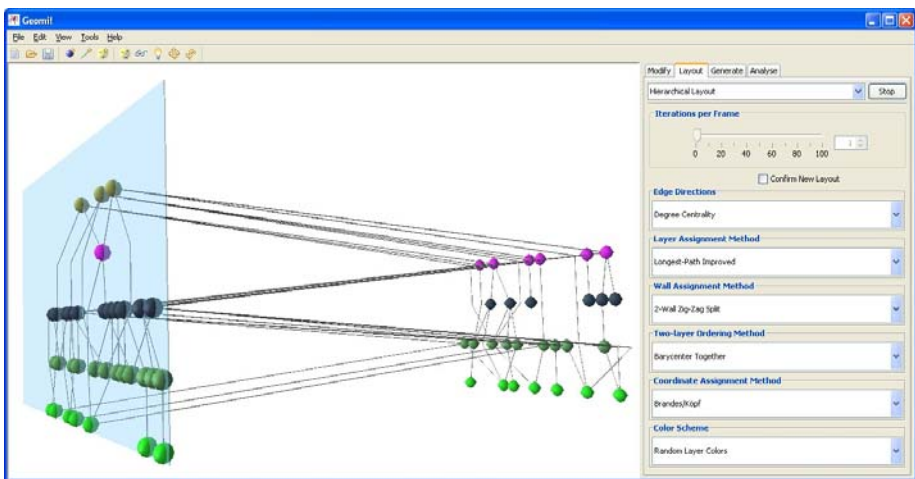 Geomi!
File Edit View Tools Help
Modify Layout Generate Analyse
Hierarchical Layout Stop
Iterations per Frame
0 20 40 60 80 100 1
Confirm New Layout
Edge Directions
Degree Centrality
Layer Assignment Method
Longest-Path Improved
Wall Assignment Method
2-Wall Zig-Zag Split
Two-layer Ordering Method
Barycenter Together
Coordinate Assignment Method
Brandes/Köpf
Color Scheme
Random Layer Colors